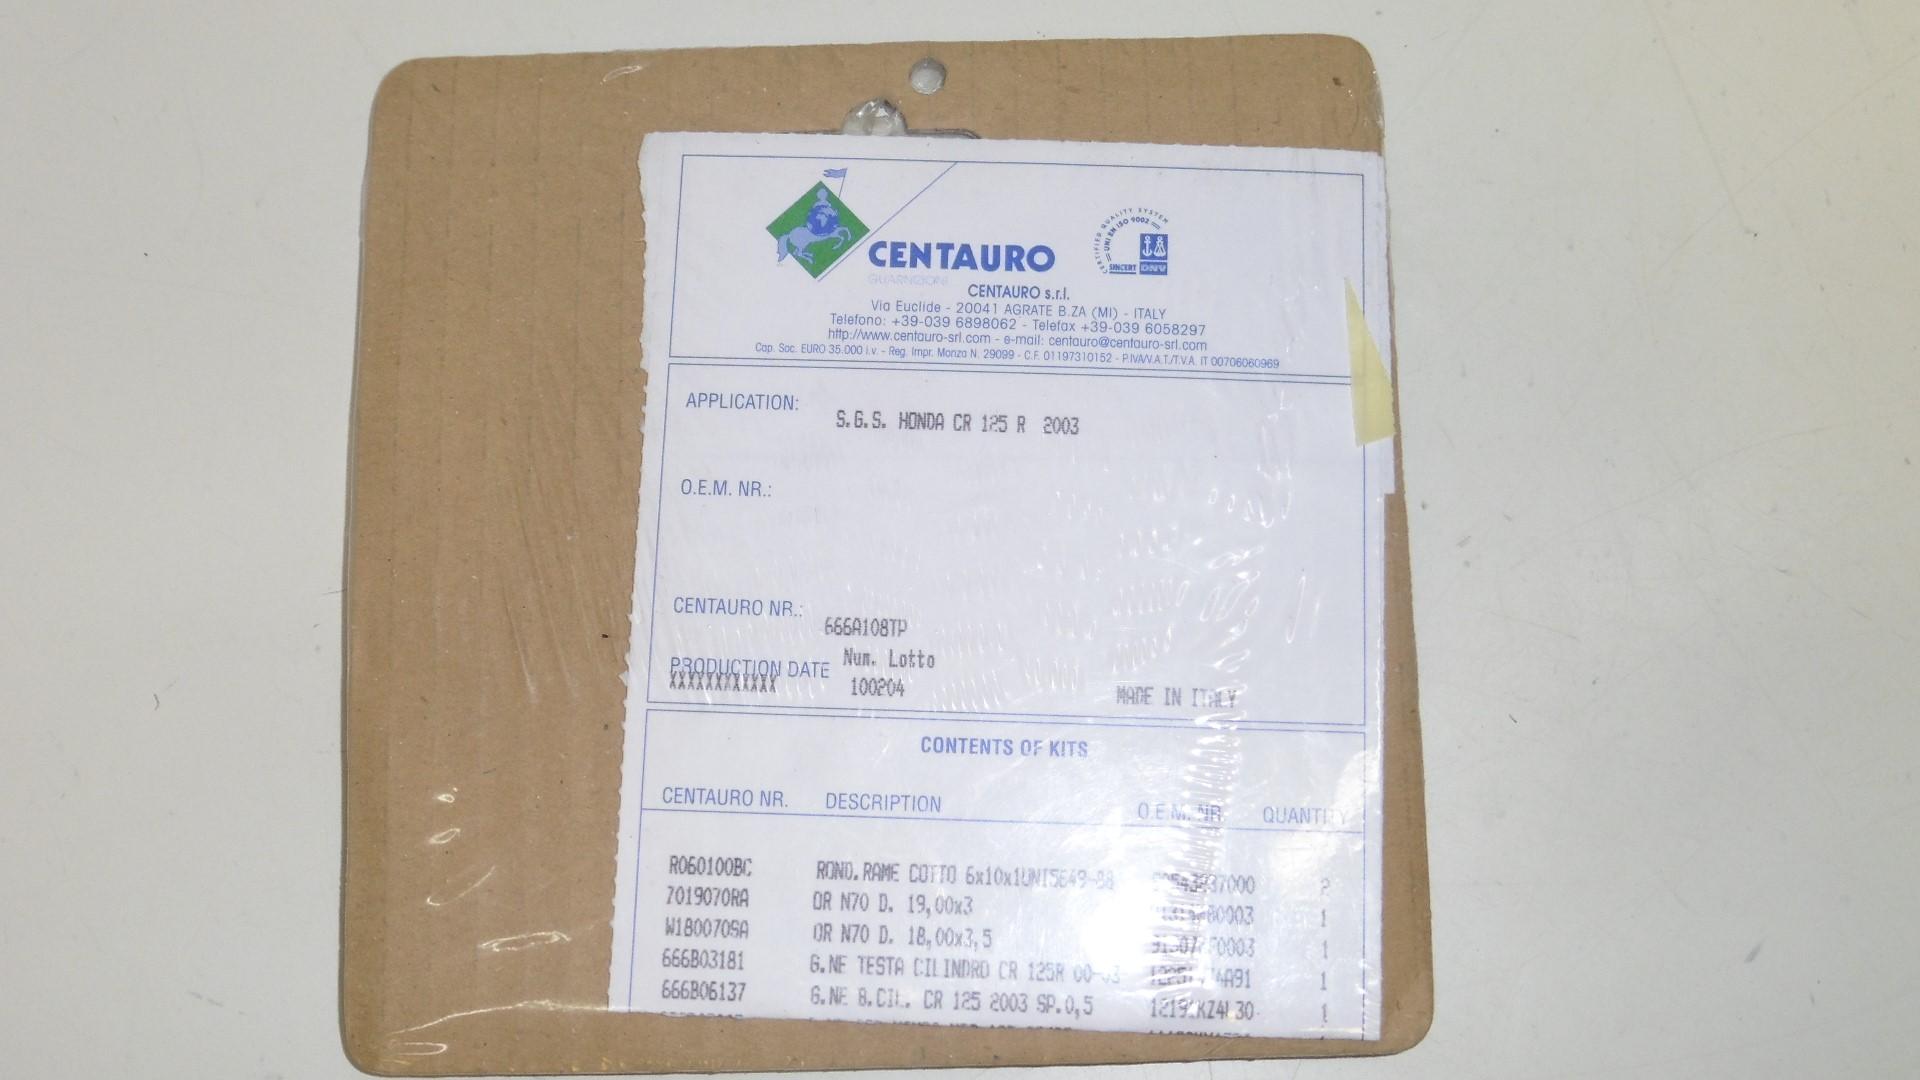 CENTAURO
GUARNIZIONI
CERTIFIED QUALITY SYSTEM
UNI EN ISO 9002
SINCERT DNV
CENTAURO s.r.l.
Via Euclide - 20041 AGRATE B.ZA (MI) - ITALY
Telefono: +39-039 6898062 - Telefax +39-039 6058297
http://www.centauro-srl.com - e-mail: centauro@centauro-srl.com
Cap. Soc. EURO 35.000 i.v. - Reg. Impr. Monza N. 29099 - C.F. 01197310152 - P.IVA/V.A.T./T.V.A. IT 00706060969
APPLICATION:
S.G.S. HONDA CR 125 R 2003
O.E.M. NR.:
CENTAURO NR.:
666A108TP
PRODUCTION DATE Num. Lotto
XXXXXXXXXXXX 100204
MADE IN ITALY
CONTENTS OF KITS
CENTAURO NR. DESCRIPTION O.E.M. NR. QUANTITY
R060100BC ROND.RAME COTTO 6x10x1UNI5649-88 2
7019070RA OR N70 D. 19,00x3 1
W180070SA OR N70 D. 18,00x3,5 1
666B03181 G.NE TESTA CILINDRO CR 125R 00-03 1
666B06137 G.NE B.CIL. CR 125 2003 SP.0,5 1